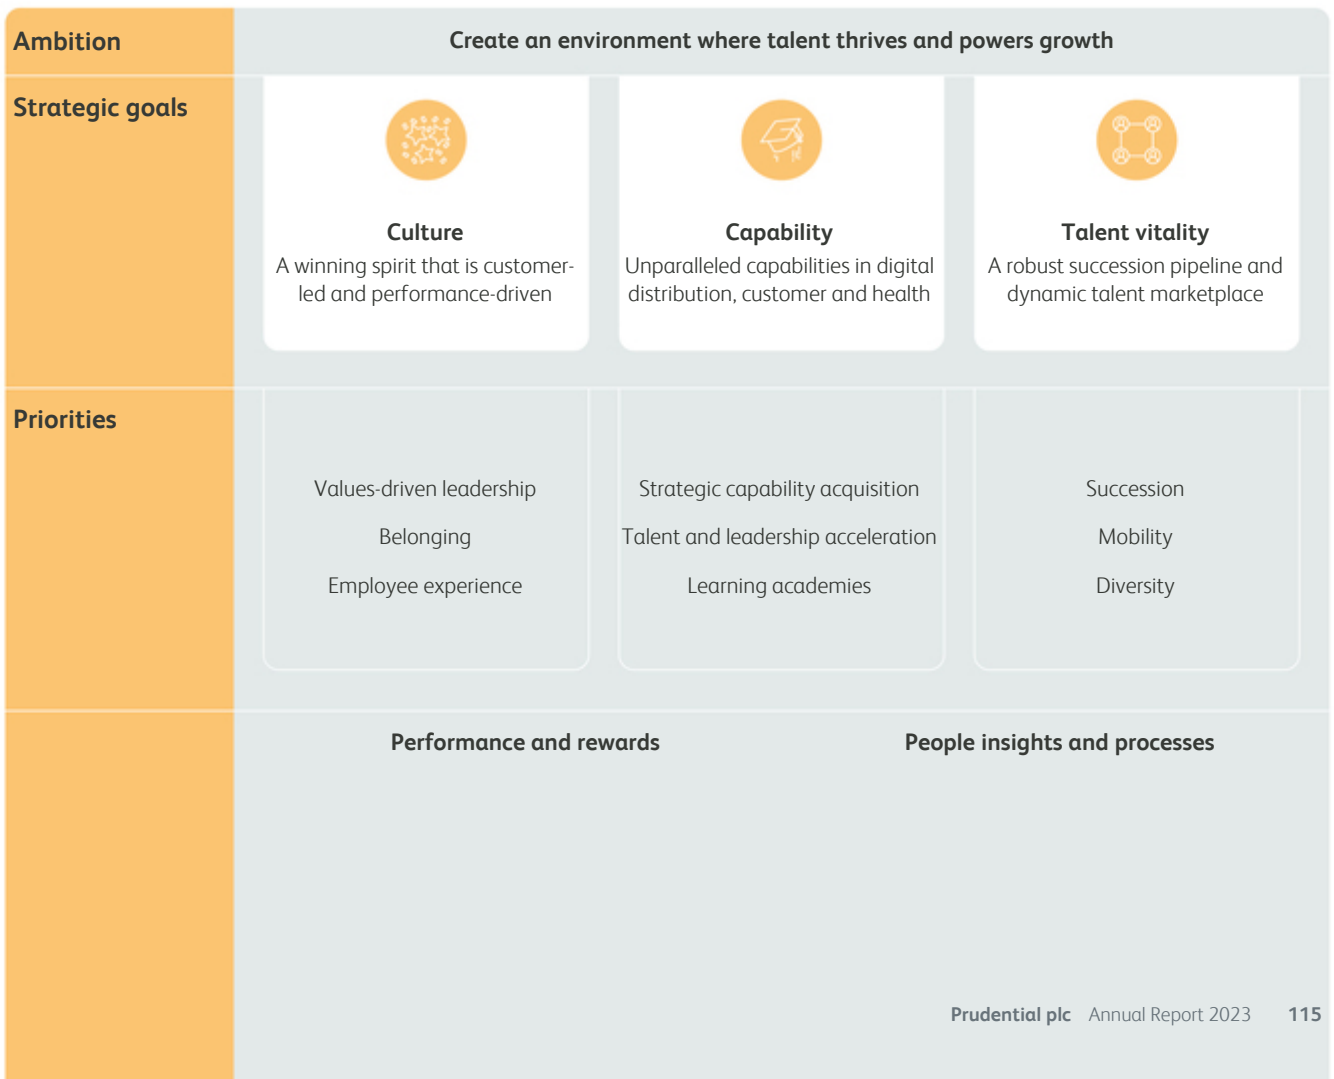 Ambition
Create an environment where talent thrives and powers growth
Strategic goals
Culture
A winning spirit that is customer-
led and performance-driven
Capability
Unparalleled capabilities in digital
distribution, customer and health
Talent vitality
A robust succession pipeline and
dynamic talent marketplace
Priorities
Values-driven leadership
Belonging
Employee experience
Strategic capability acquisition
Talent and leadership acceleration
Learning academies
Succession
Mobility
Diversity
Performance and rewards
People insights and processes
Prudential plc Annual Report 2023 115